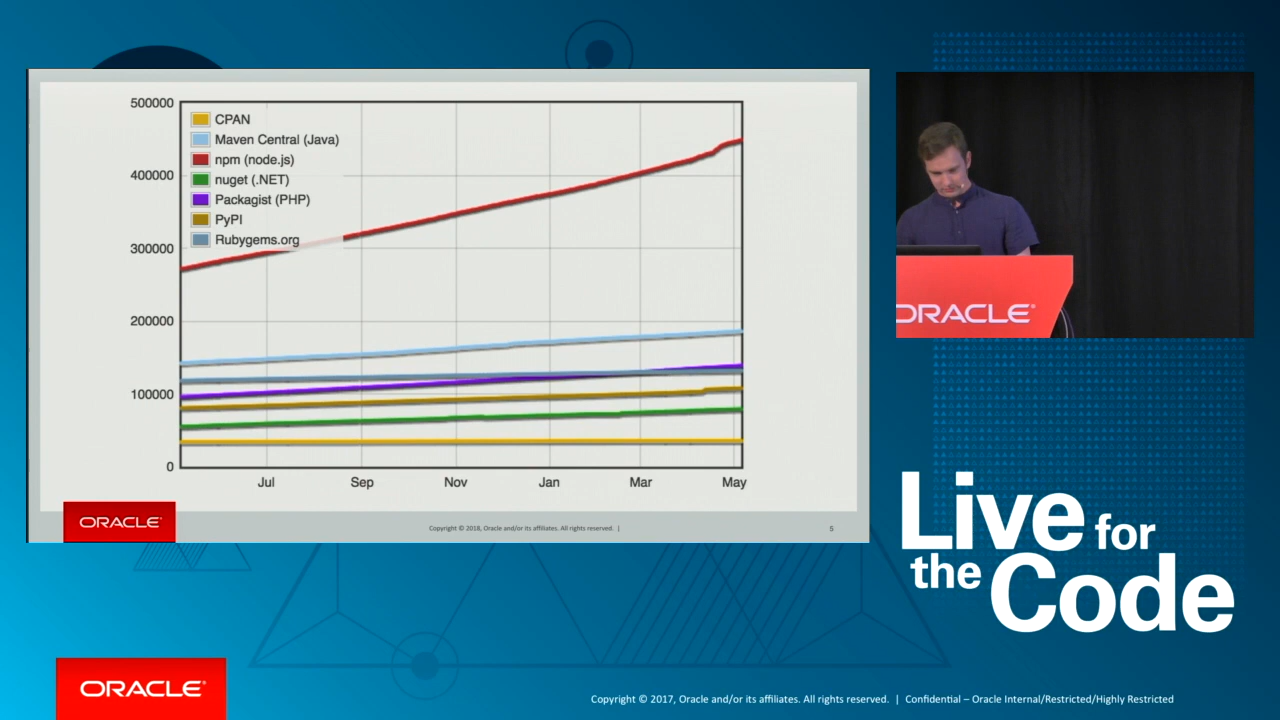 500000
400000
300000
200000
100000
0
CPAN
Maven Central (Java)
npm (node.js)
nuget (.NET)
Packagist (PHP)
PyPI
Rubygems.org
Jul Sep Nov Jan Mar May
ORACLE®
Copyright © 2018, Oracle and/or its affiliates. All rights reserved. |
5
ORACLE®
Live for
the Code
ORACLE®
Copyright © 2017, Oracle and/or its affiliates. All rights reserved. | Confidential – Oracle Internal/Restricted/Highly Restricted